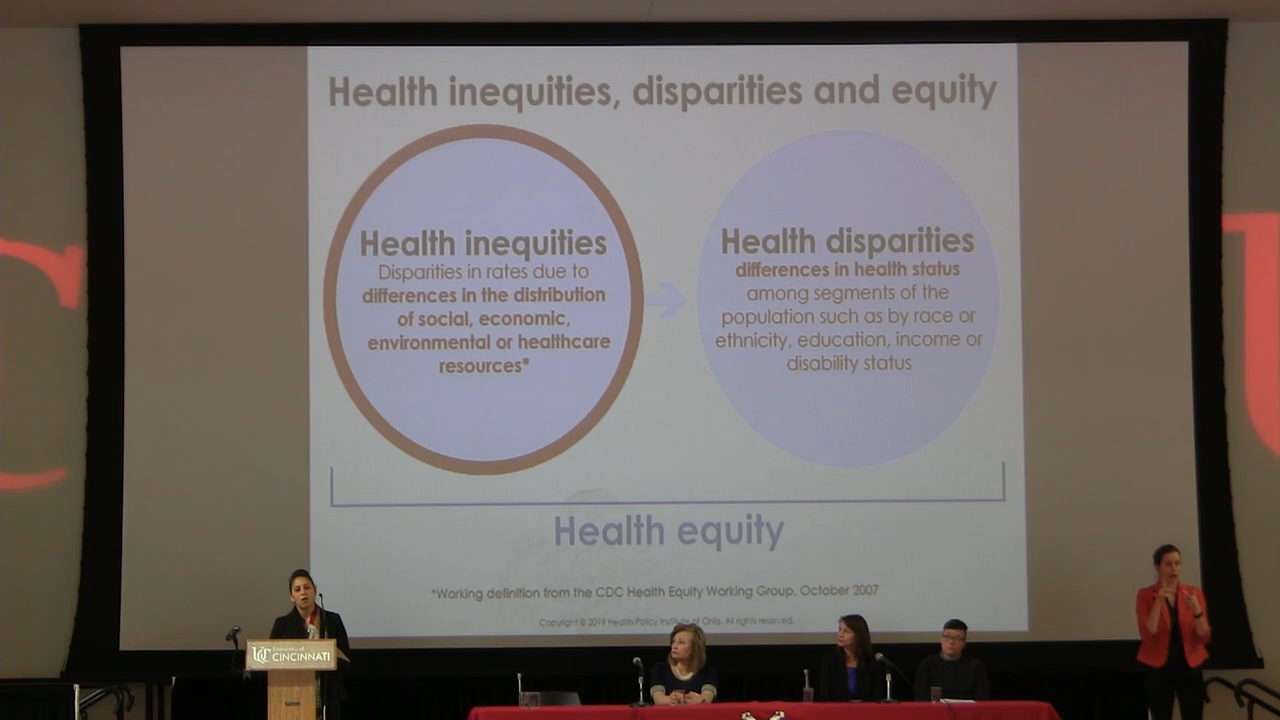 Health inequities, disparities and equity
Health inequities
Disparities in rates due to
differences in the distribution
of social, economic,
environmental or healthcare
resources*
Health disparities
differences in health status
among segments of the
population such as by race or
ethnicity, education, income or
disability status
Health equity
*Working definition from the CDC Health Equity Working Group, October 2007
Copyright © 2019 Health Policy Institute of Ohio. All rights reserved.
C
U
UC University of
CINCINNATI